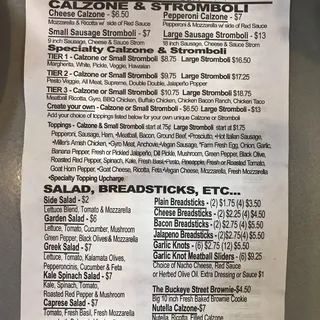 CALZONE & STROMBOLI
Cheese Calzone - $6.50
Mozzarella & Ricotta w/ side of Red Sauce
Pepperoni Calzone - $7
Pepperoni & Mozzarella w/ side of Red Sauce
Small Sausage Stromboli - $7
9 inch Sausage, Cheese & Sauce Strom
Large Sausage Stromboli - $13
18 inch Sausage, Cheese & Sauce Strom
Specialty Calzone & Stromboli
TIER 1 - Calzone or Small Stromboli $8.75 Large Stromboli $16.50
Margherita, White, Pickle, Veggie, Hawaiian
TIER 2 - Calzone or Small Stromboli $9.75 Large Stromboli $17.25
Pesto Veggie, All Meat, Supreme, Double Double, Jalapeño Popper
TIER 3 - Calzone or Small Stromboli $10.75 Large Stromboli $18.75
Meatball Ricotta, Gyro, BBQ Chicken, Buffalo Chicken, Chicken Bacon Ranch, Chicken Taco
Create your own - Calzone or Small Stromboli $6.50 Large Stromboli - $13
Add your choice of toppings listed below for your own unique Calzone or Stromboli
Toppings - Calzone & Small Stromboli start at 75¢ Large Stromboli start at $1.75
Pepperoni, Sausage, Ham, •Meatball, Bacon, Ground Beef, •Prosciutto, •Hot Italian Sausage,
•Miller's Amish Chicken, •Gyro Meat, Anchovie, •Vegan Sausage, *Farm Fresh Egg, Onion, Garlic,
Banana Pepper, Fresh or Pickled Jalapeño, Dill Pickle, Mushroom, Green Pepper, Black Olive,
Roasted Red Pepper, Spinach, Kale, Fresh Basil, •Pesto, Pineapple, Fresh or Roasted Tomato,
Goat Horn Pepper, •Goat Cheese, Ricotta, Feta, •Vegan Cheese, Mozzarella, Fresh Mozzarella
•Specialty Topping Upcharge
SALAD, BREADSTICKS, ETC...
Side Salad - $2
Lettuce Blend, Tomato & Mozzarella
Garden Salad - $6
Lettuce, Tomato, Cucumber, Mushroom
Green Pepper, Black Olives & Mozzarella
Greek Salad - $7
Lettuce, Tomato, Kalamata Olives,
Pepperoncini, Cucumber & Feta
Kale Spinach Salad - $7
Kale, Spinach, Tomato,
Roasted Red Pepper & Mushroom
Caprese Salad - $7
Tomato, Fresh Basil, Fresh Mozzarella
Plain Breadsticks - (2) $1.75 (4) $3.50
Cheese Breadsticks - (2) $2.25 (4) $4.50
Bacon Breadsticks - (2) $2.75 (4) $5.50
Jalapeno Breadsticks - (2) $2.25 (4) $4.50
Garlic Knots - (6) $2.75 (12) $5.50
Garlic Knot Meatball Sliders - (6) $9.25
Choice of Nacho Cheese, Red Sauce
or Herbed Olive Oil. Extra Dressing or Sauce $1
The Buckeye Street Brownie - $4.50
Big 10 inch Fresh Baked Brownie Cookie
Nutella Calzone - $7
Nutella, Ricotta, Filled Calzone